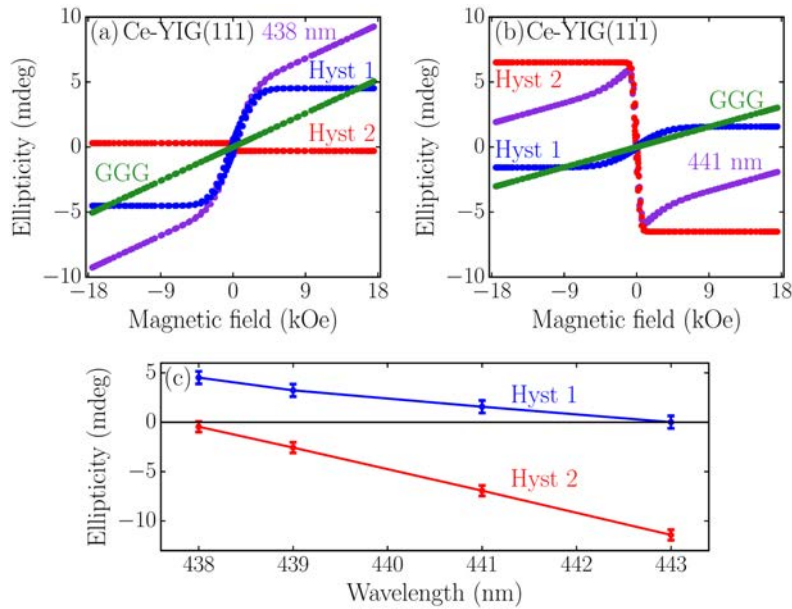 (a) Ce-YIG(111) 438 nm
Hyst 1
GGG
Hyst 2
Ellipticity (mdeg)
5
0
−5
−10
−18 −9 0 9 18
Magnetic field (kOe)
(b) Ce-YIG(111)
Hyst 2
GGG
Hyst 1
441 nm
Ellipticity (mdeg)
5
0
−5
−10
−18 −9 0 9 18
Magnetic field (kOe)
(c)
Hyst 1
Hyst 2
Ellipticity (mdeg)
5
0
−5
−10
438 439 440 441 442 443
Wavelength (nm)